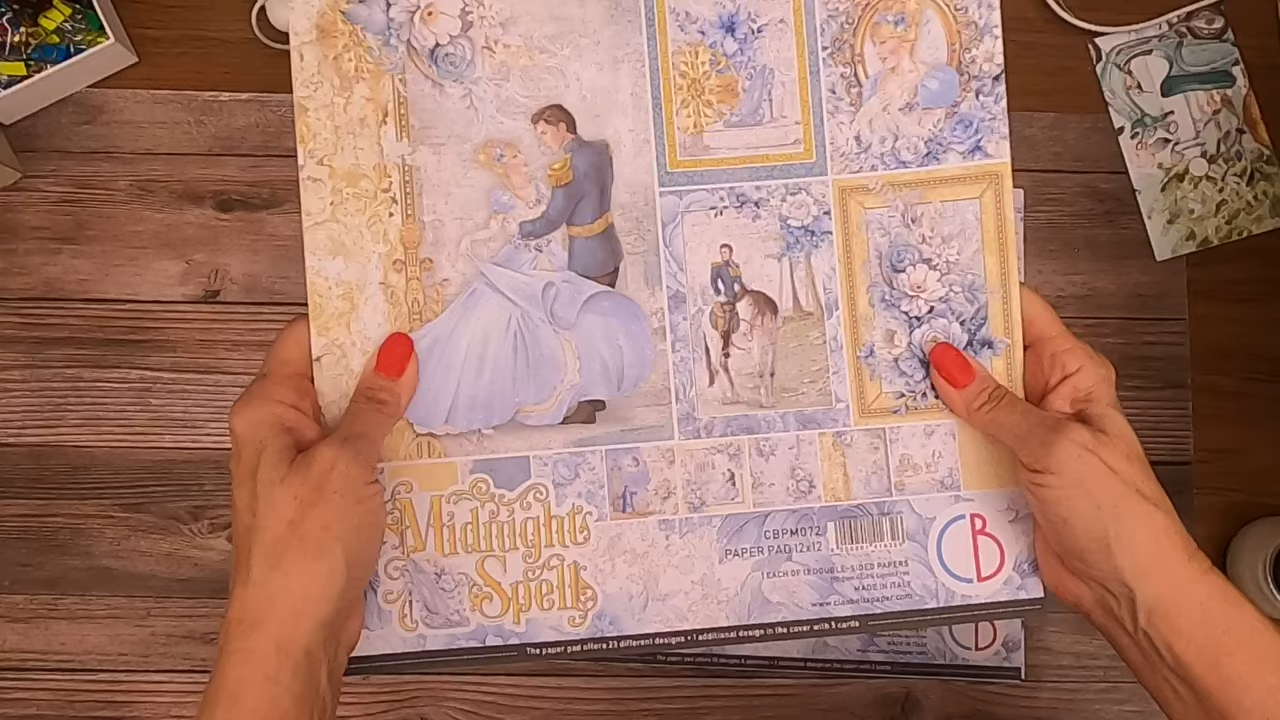 Midnight
Spell
CBPM072
PAPER PAD 12x12
1 EACH OF 12 DOUBLE-SIDED PAPERS
MADE IN ITALY
www.ciaobellapaper.com
CB
The paper pad offers 23 different designs • 1 additional design in the cover with 5 cards